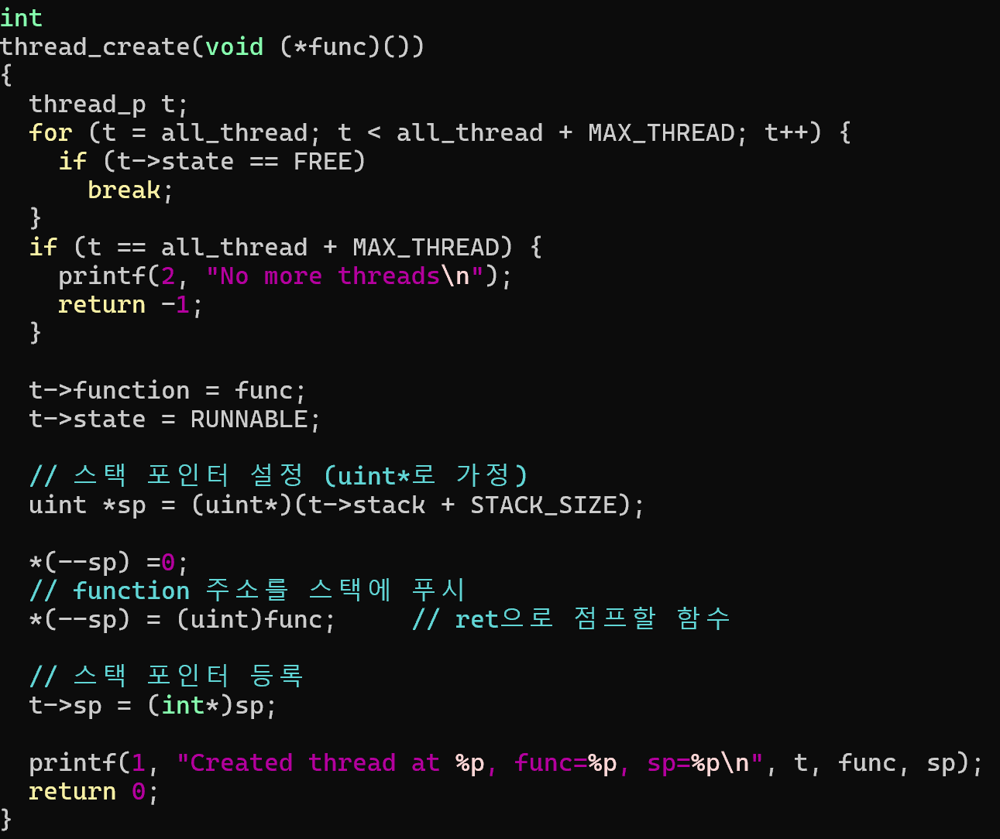 int
thread_create(void (*func)())
{
  thread_p t;
  for (t = all_thread; t < all_thread + MAX_THREAD; t++) {
    if (t->state == FREE)
      break;
  }
  if (t == all_thread + MAX_THREAD) {
    printf(2, "No more threads\n");
    return -1;
  }

  t->function = func;
  t->state = RUNNABLE;

  // 스택 포인터 설정 (uint*로 가정)
  uint *sp = (uint*)(t->stack + STACK_SIZE);

  *(--sp) =0;
  // function 주소를 스택에 푸시
  *(--sp) = (uint)func;     // ret으로 점프할 함수

  // 스택 포인터 등록
  t->sp = (int*)sp;

  printf(1, "Created thread at %p, func=%p, sp=%p\n", t, func, sp);
  return 0;
}